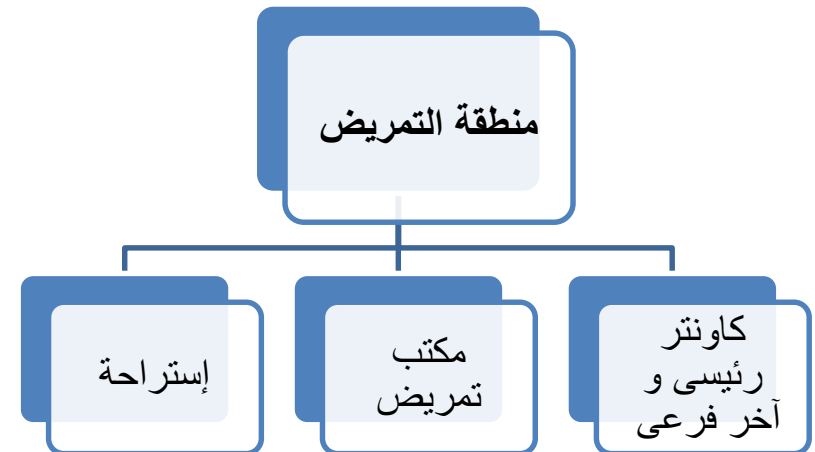 منطقة التمريض
كاونتر
رئيسى و
آخر فرعى
مكتب
تمريض
إستراحة